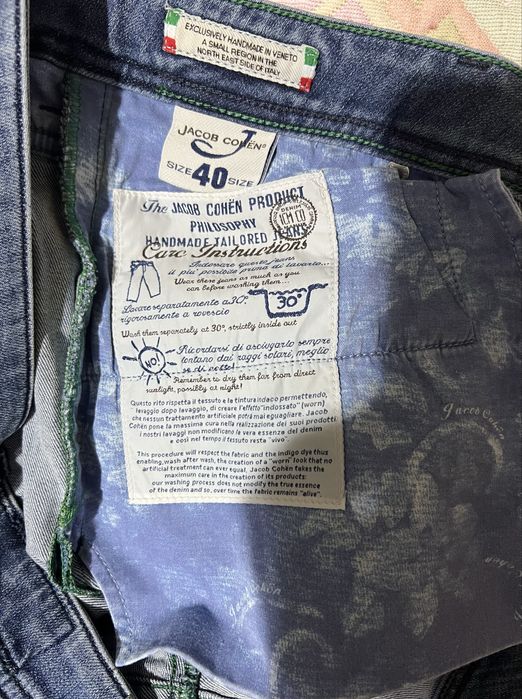 EXCLUSIVELY HANDMADE IN VENETO
A SMALL REGION IN THE
NORTH EAST SIDE OF ITALY
JACOB COHËN®
SIZE 40 SIZE
The JACOB COHËN PRODUCT
PHILOSOPHY
HANDMADE TAILORED JEANS
DENIM
Care Instructions
Indossare questo jeans
il piu' possibile prima di lavarlo...
Wear these jeans as much as you
can before washing them...
Lavare separatamente a 30°
rigorosamente a rovescio
30°
Wash them separately at 30°, strictly inside out
NO!
Ricordarsi di asciugarlo sempre
lontano dai raggi solari, meglio
se di notte!
Remember to dry them far from direct
sunlight, possibly at night!
Questo rito rispetta il tessuto e la tinta indaco permettendo,
lavaggio dopo lavaggio, di creare l'effetto "indossato" (worn)
che nessun trattamento artificiale potrà mai eguagliare. Jacob
Cohën pone la massima cura nella realizzazione dei suoi prodotti
i nostri lavaggi non modificano la vera essenza del denim
e così nel tempo il tessuto resta "vivo".
This procedure will respect the fabric and the indigo dye thus
enabling, wash after wash, the creation of a "worn" look that no
artificial treatment can ever equal. Jacob Cohën takes the
maximum care in the creation of its products:
our washing process does not modify the true essence
of the denim and so, over time the fabric remains "alive".
Jacob Cohën
Jacob Cohën